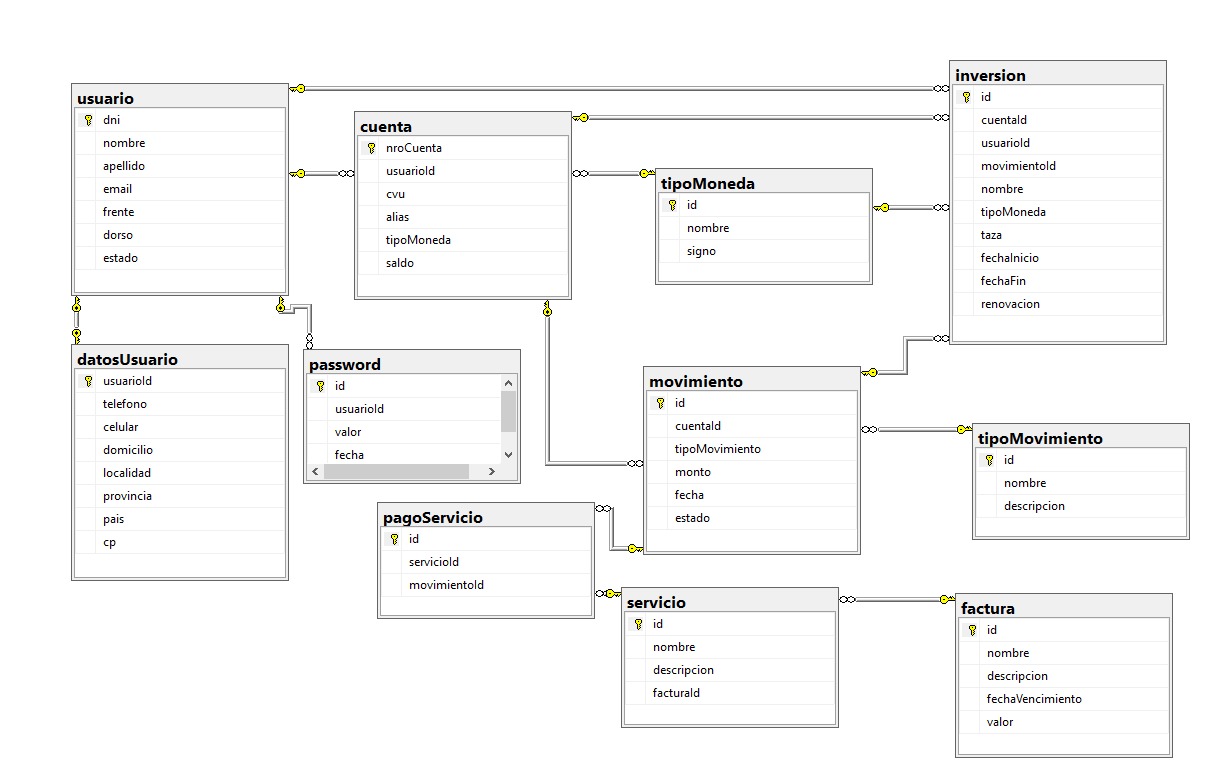 usuario
dni
nombre
apellido
email
frente
dorso
estado
cuenta
nroCuenta
usuarioId
cvu
alias
tipoMoneda
saldo
tipoMoneda
id
nombre
signo
inversion
id
cuentaId
usuarioId
movimientoId
nombre
tipoMoneda
taza
fechaInicio
fechaFin
renovacion
datosUsuario
usuarioId
telefono
celular
domicilio
localidad
provincia
pais
cp
password
id
usuarioId
valor
fecha
movimiento
id
cuentaId
tipoMovimiento
monto
fecha
estado
tipoMovimiento
id
nombre
descripcion
pagoServicio
id
servicioId
movimientoId
servicio
id
nombre
descripcion
facturaId
factura
id
nombre
descripcion
fechaVencimiento
valor